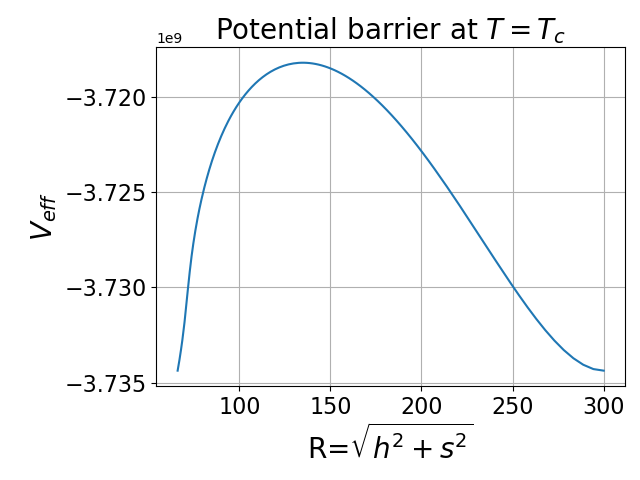 Potential barrier at $T = T_c$
1e9
−3.720
−3.725
−3.730
−3.735
$V_{eff}$
100 150 200 250 300
R=$\sqrt{h^2 + s^2}$